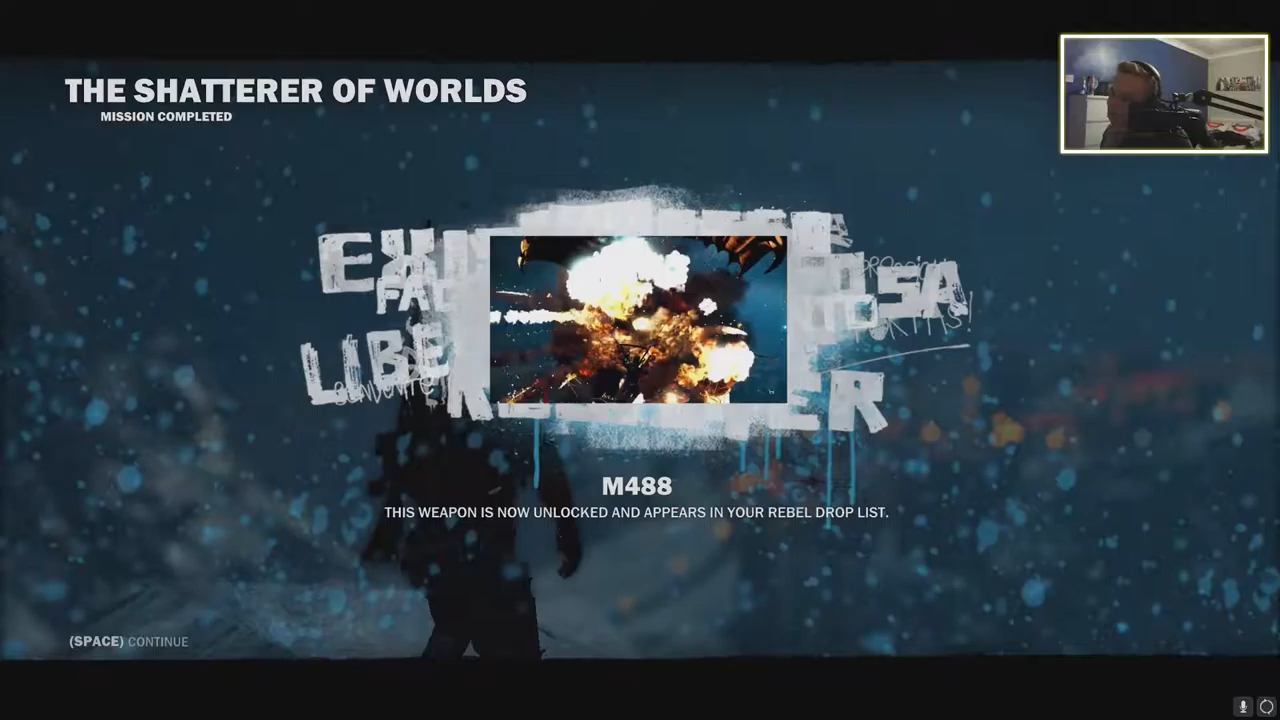 THE SHATTERER OF WORLDS
MISSION COMPLETED
LIBE
M488
THIS WEAPON IS NOW UNLOCKED AND APPEARS IN YOUR REBEL DROP LIST.
(SPACE) CONTINUE